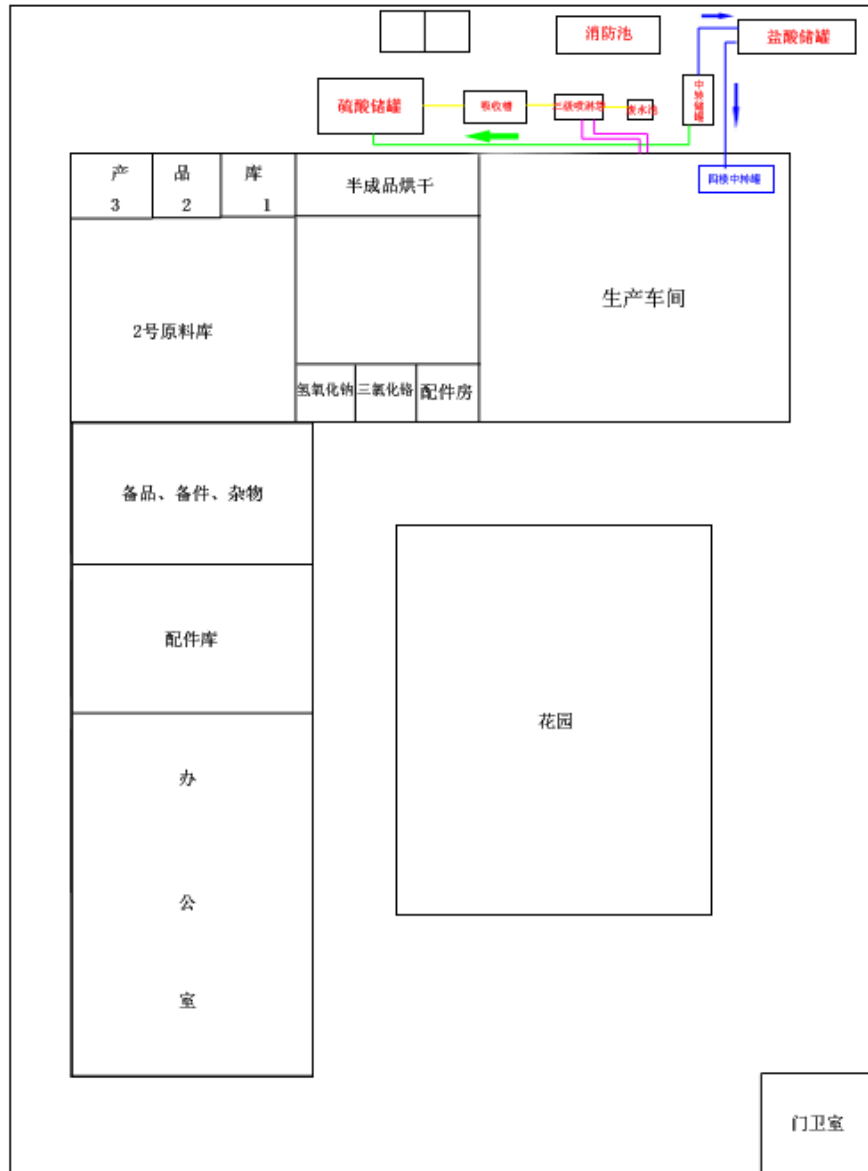 消防池
盐酸储罐
硫酸储罐
吸收槽
三级喷淋塔
废水池
中转储罐
四楼中转罐
产 品 库
3 2 1
半成品烘干
生产车间
2号原料库
氢氧化钠
三氯化铬
配件房
备品、备件、杂物
配件库
花园
办
公
室
门卫室